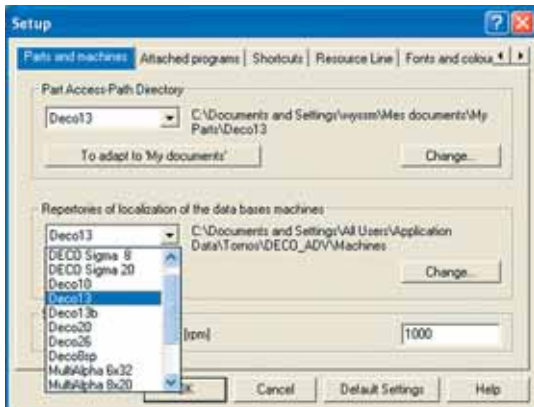 Setup
Parts and machines
Attached programs
Shortcuts
Resource Line
Fonts and colou
Part Access-Path Directory
Deco13
C:\Documents and Settings\wyssm\Mes documents\My
Parts\Deco13
To adapt to 'My documents'
Change...
Repertories of localization of the data bases machines
Deco13
C:\Documents and Settings\All Users\Application
Data\Tornos\DECO_ADV\Machines
DECO Sigma 8
DECO Sigma 20
Deco10
Deco13
Deco13b
Deco20
Deco26
Deco8sp
MultiAlpha 6x32
MultiAlpha 8x20
Change...
[rpm]
1000
Cancel
Default Settings
Help